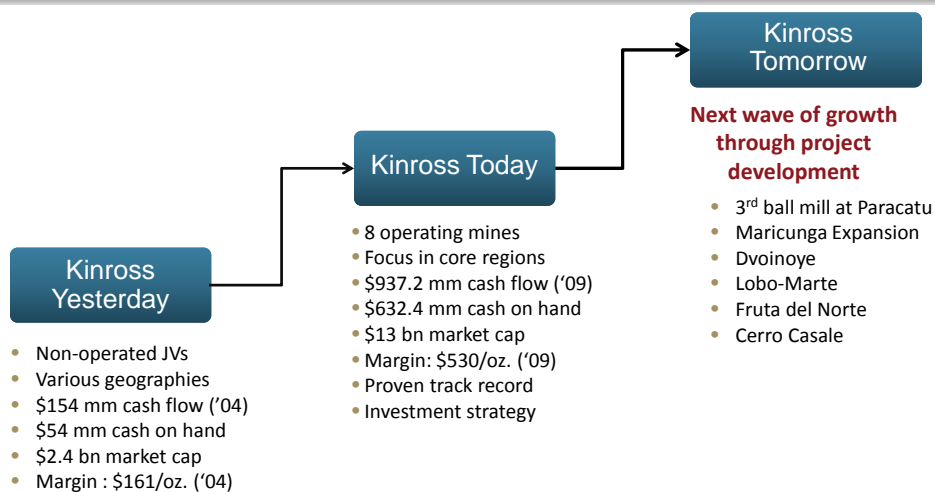 Kinross
Yesterday
• Non-operated JVs
• Various geographies
• $154 mm cash flow (’04)
• $54 mm cash on hand
• $2.4 bn market cap
• Margin : $161/oz. (‘04)
Kinross Today
• 8 operating mines
• Focus in core regions
• $937.2 mm cash flow (‘09)
• $632.4 mm cash on hand
• $13 bn market cap
• Margin: $530/oz. (‘09)
• Proven track record
• Investment strategy
Kinross
Tomorrow
Next wave of growth
through project
development
• 3rd ball mill at Paracatu
• Maricunga Expansion
• Dvoinoye
• Lobo-Marte
• Fruta del Norte
• Cerro Casale